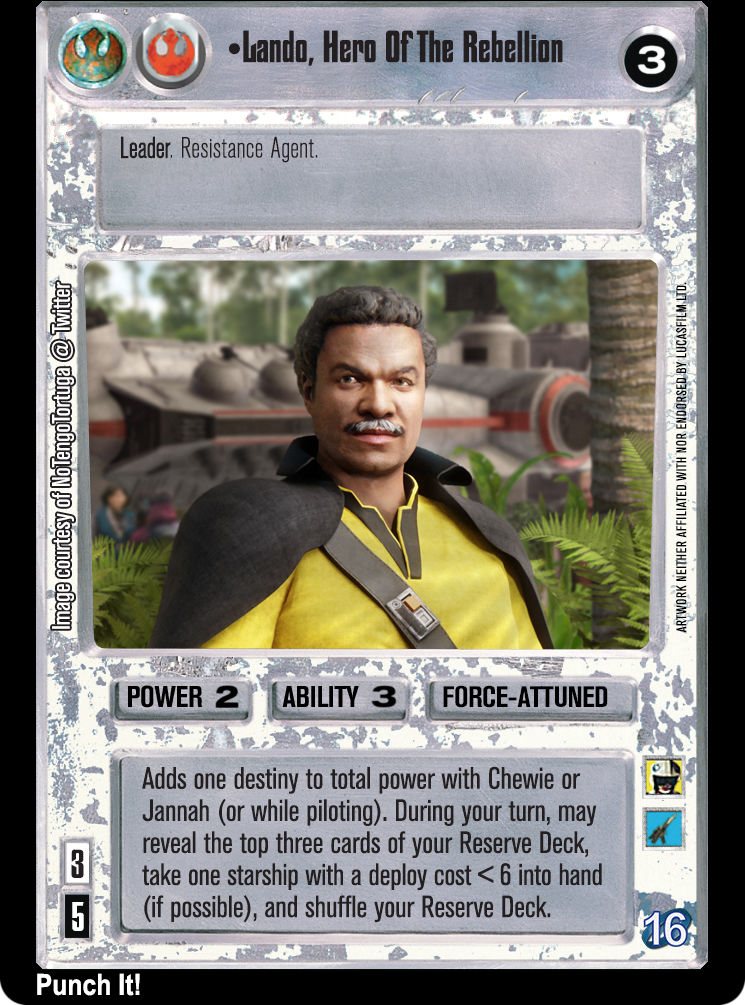 •Lando, Hero Of The Rebellion
3
Leader. Resistance Agent.
Image courtesy of NoTengoTortuga @ Twitter
ARTWORK NEITHER AFFILIATED WITH NOR ENDORSED BY LUCASFILM LTD.
POWER 2
ABILITY 3
FORCE-ATTUNED
Adds one destiny to total power with Chewie or
Jannah (or while piloting). During your turn, may
reveal the top three cards of your Reserve Deck,
take one starship with a deploy cost < 6 into hand
(if possible), and shuffle your Reserve Deck.
3
5
16
Punch It!